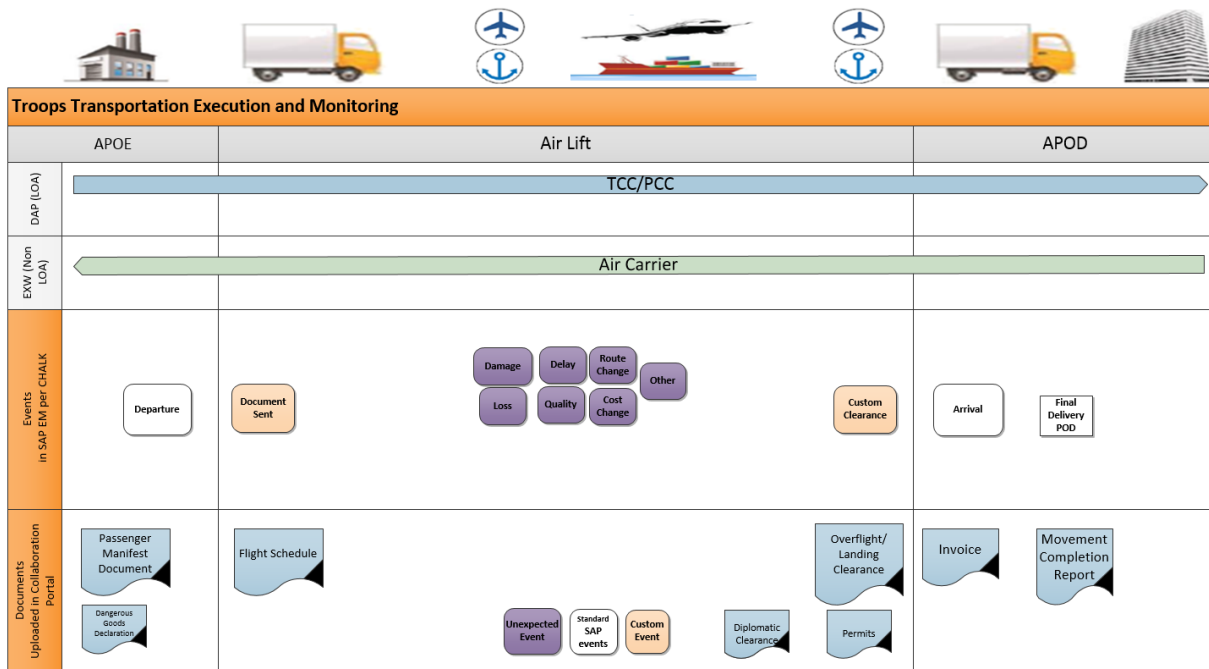 Troops Transportation Execution and Monitoring
APOE
Air Lift
APOD
DAP (LOA)
TCC/PCC
EXW (Non
LOA)
Air Carrier
Events
in SAP EM per CHALK
Departure
Document
Sent
Damage
Delay
Route
Change
Other
Loss
Quality
Cost
Change
Custom
Clearance
Arrival
Final
Delivery
POD
Documents
Uploaded in Collaboration
Portal
Passenger
Manifest
Document
Dangerous
Goods
Declaration
Flight Schedule
Unexpected
Event
Standard
SAP
events
Custom
Event
Diplomatic
Clearance
Overflight/
Landing
Clearance
Permits
Invoice
Movement
Completion
Report